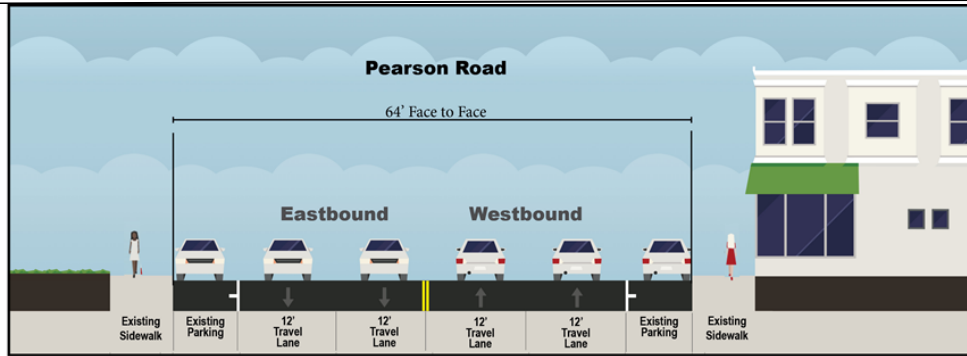 Pearson Road
64' Face to Face
Eastbound
Westbound
Existing
Sidewalk
Existing
Parking
12'
Travel
Lane
12'
Travel
Lane
12'
Travel
Lane
12'
Travel
Lane
Existing
Parking
Existing
Sidewalk